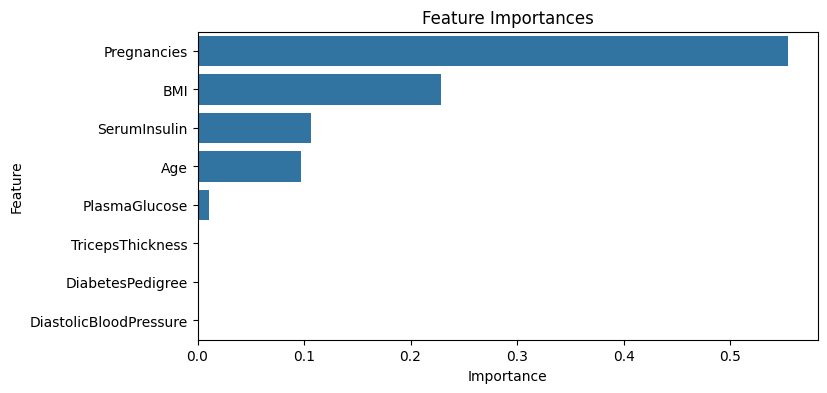 Feature Importances
Feature
Pregnancies
BMI
SerumInsulin
Age
PlasmaGlucose
TricepsThickness
DiabetesPedigree
DiastolicBloodPressure
0.0 0.1 0.2 0.3 0.4 0.5
Importance